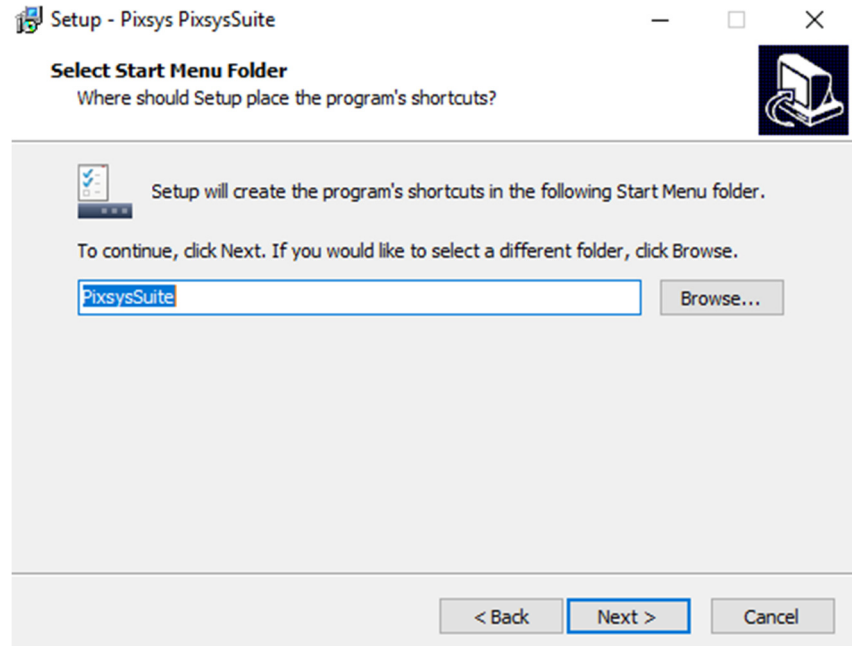 Setup - Pixsys PixsysSuite
Select Start Menu Folder
Where should Setup place the program's shortcuts?
Setup will create the program's shortcuts in the following Start Menu folder.
To continue, click Next. If you would like to select a different folder, click Browse.
PixsysSuite
Browse...
< Back
Next >
Cancel